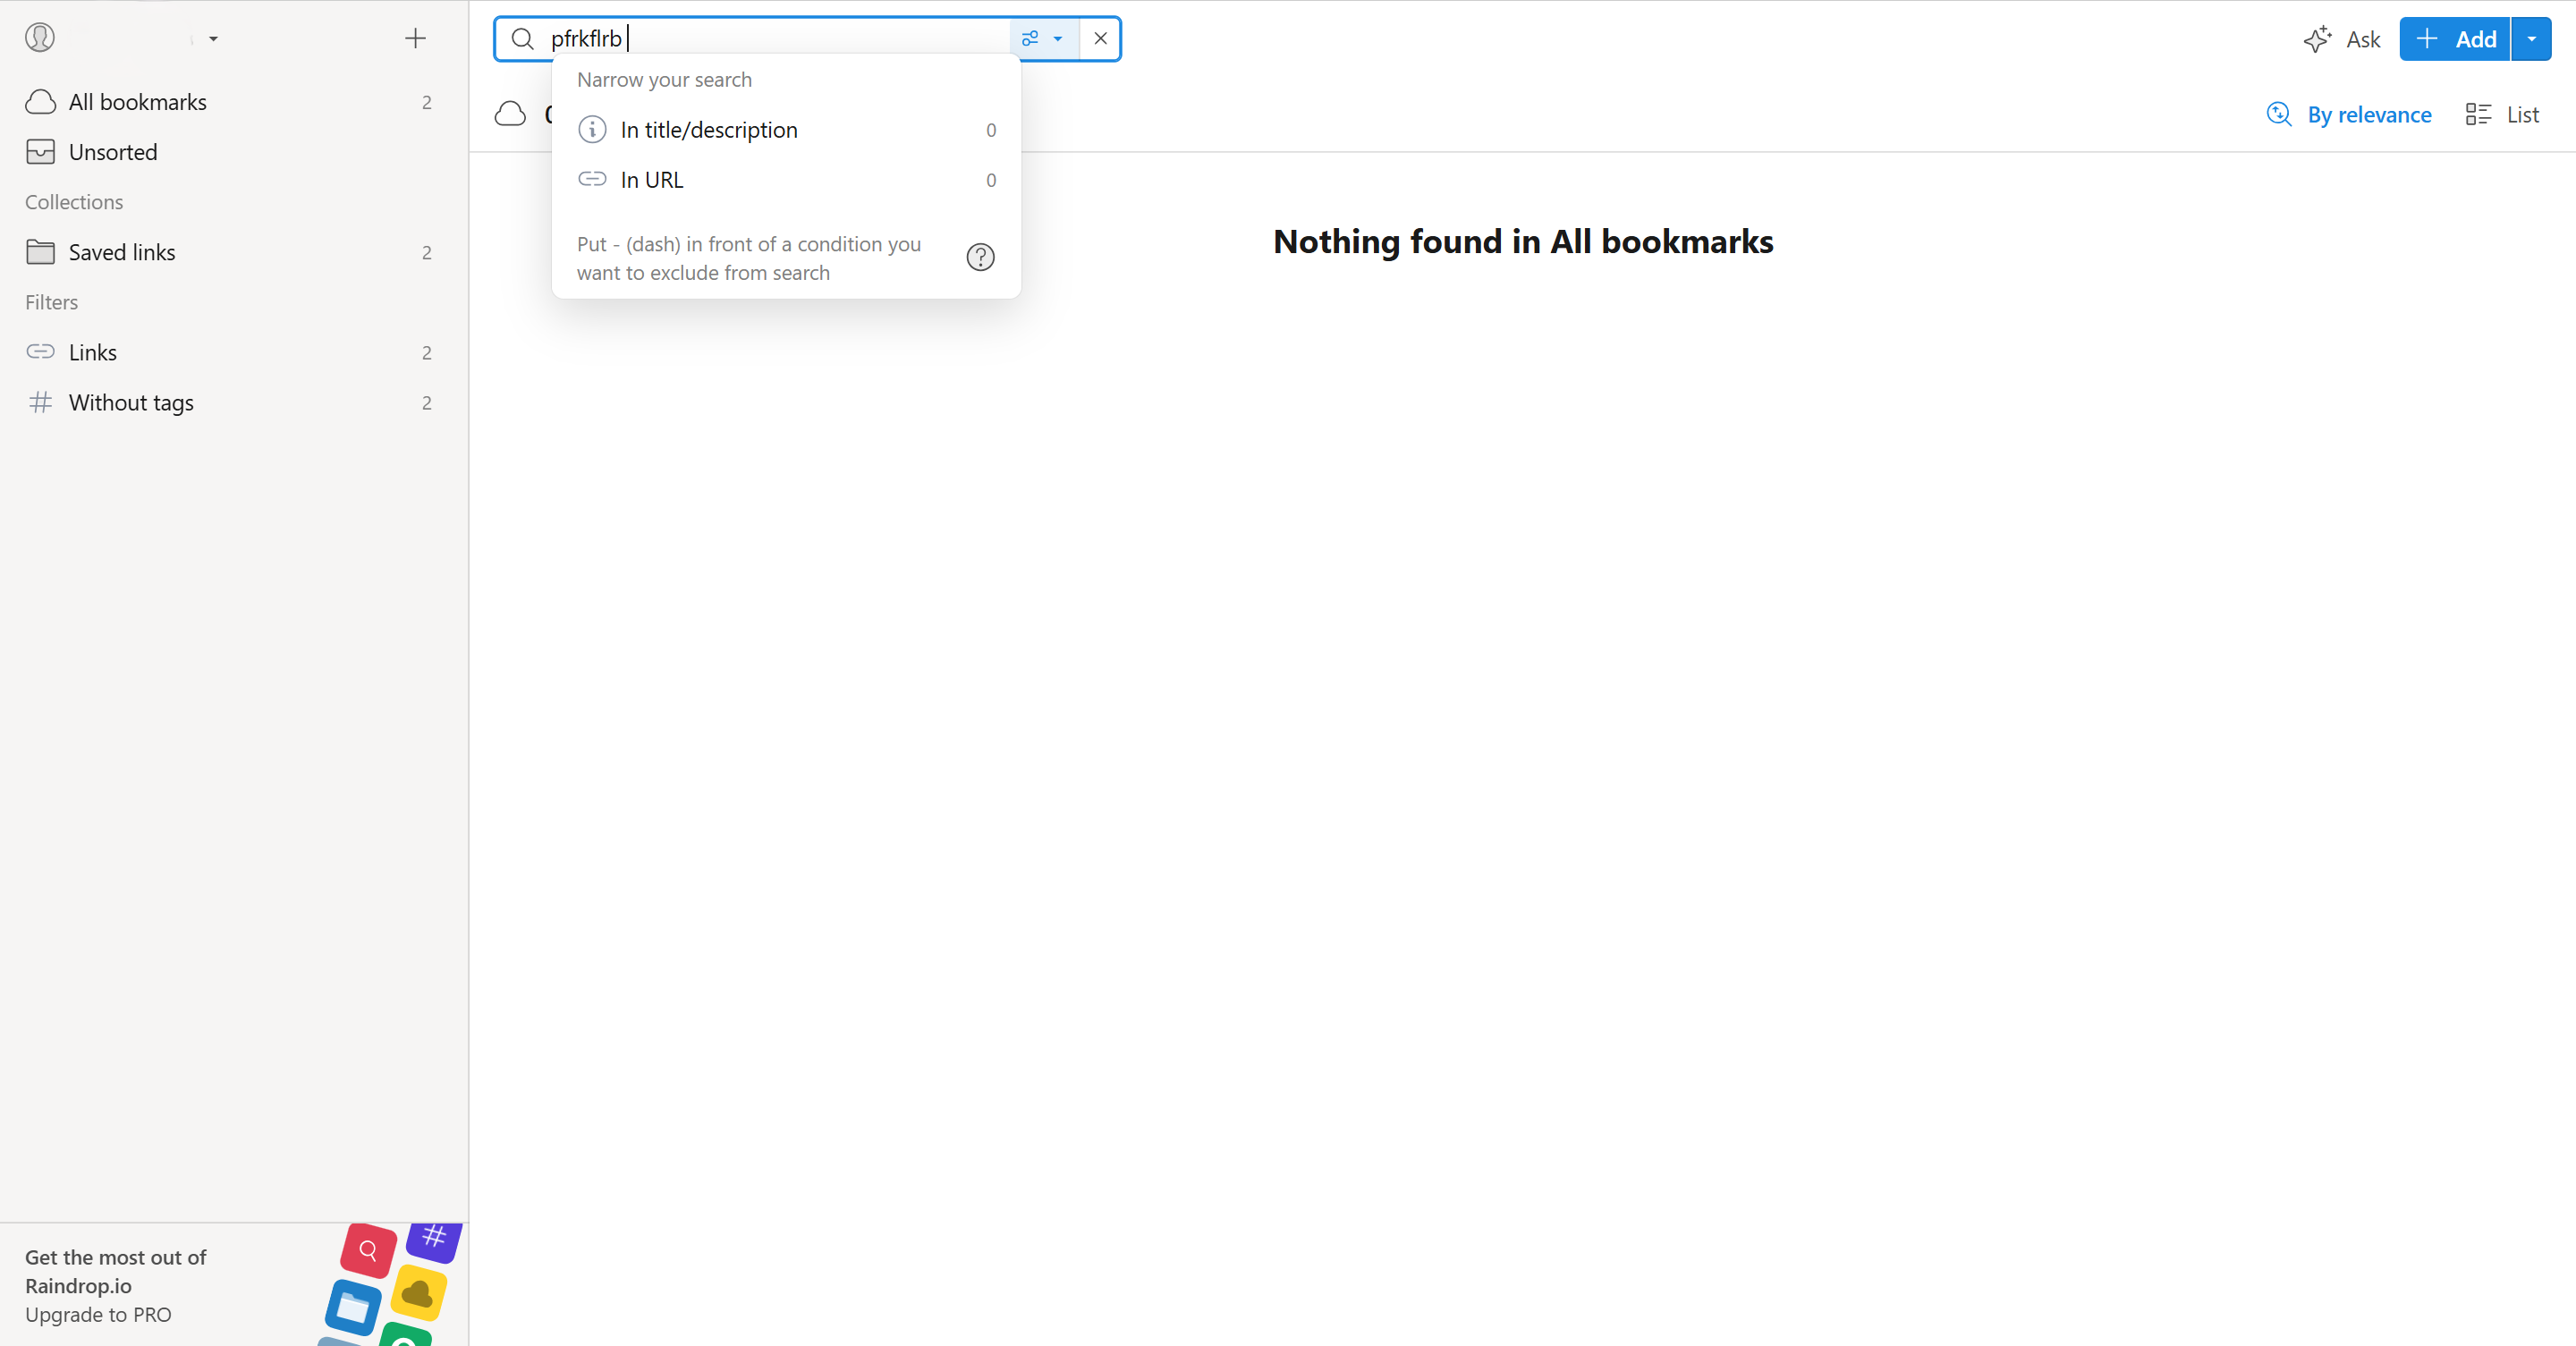 pfrkflrb
Ask
Add
All bookmarks 2
Unsorted
Collections
Saved links 2
Filters
Links 2
Without tags 2
Narrow your search
In title/description 0
In URL 0
Put - (dash) in front of a condition you
want to exclude from search
By relevance
List
Nothing found in All bookmarks
Get the most out of
Raindrop.io
Upgrade to PRO